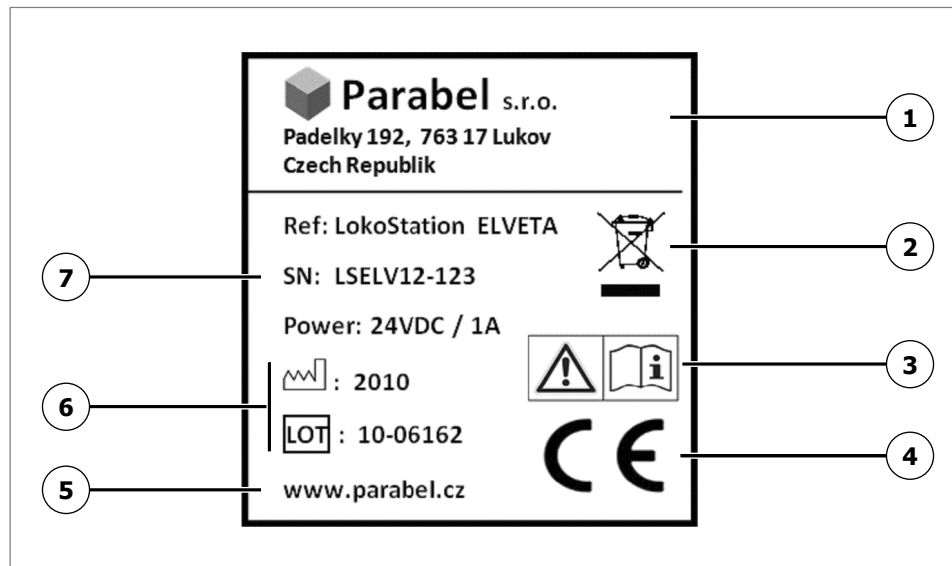 Parabel s.r.o.
Padelky 192, 763 17 Lukov
Czech Republik
1
Ref: LokoStation ELVETA
2
SN: LSELV12-123
7
Power: 24VDC / 1A
i
3
: 2010
6
LOT : 10-06162
CE
4
www.parabel.cz
5